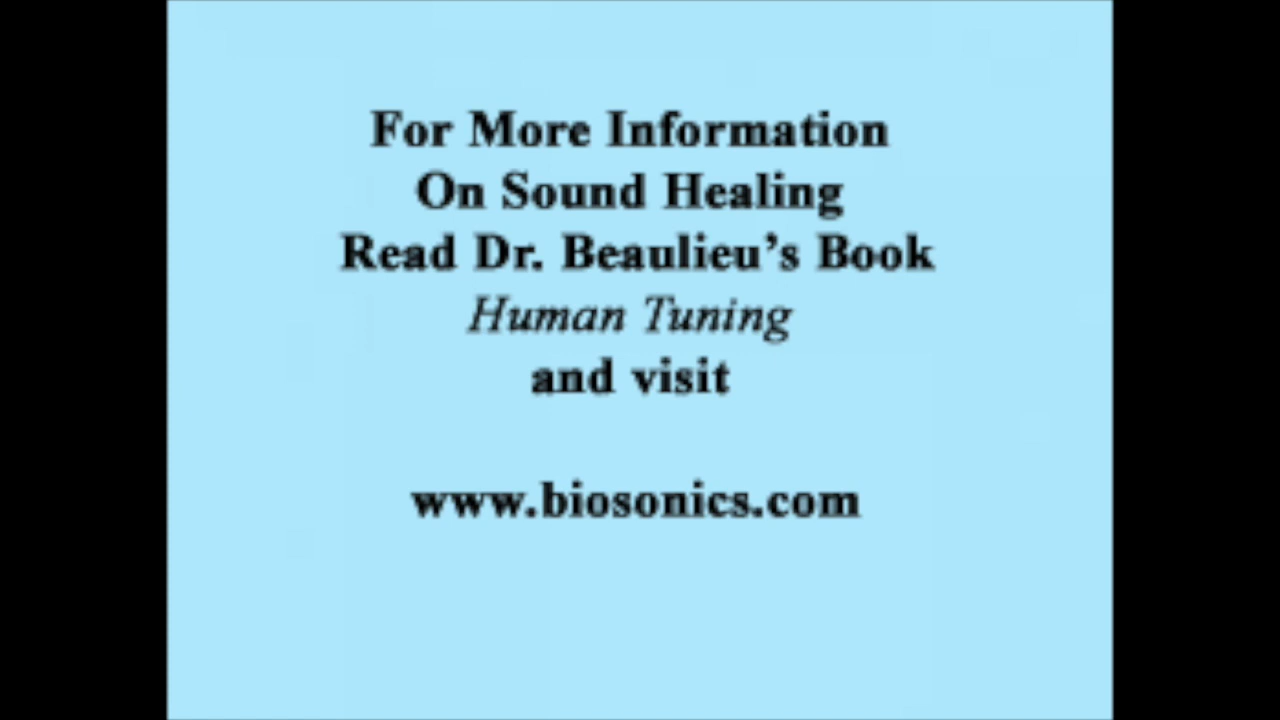 For More Information
On Sound Healing
Read Dr. Beaulieu’s Book
Human Tuning
and visit
www.biosonics.com